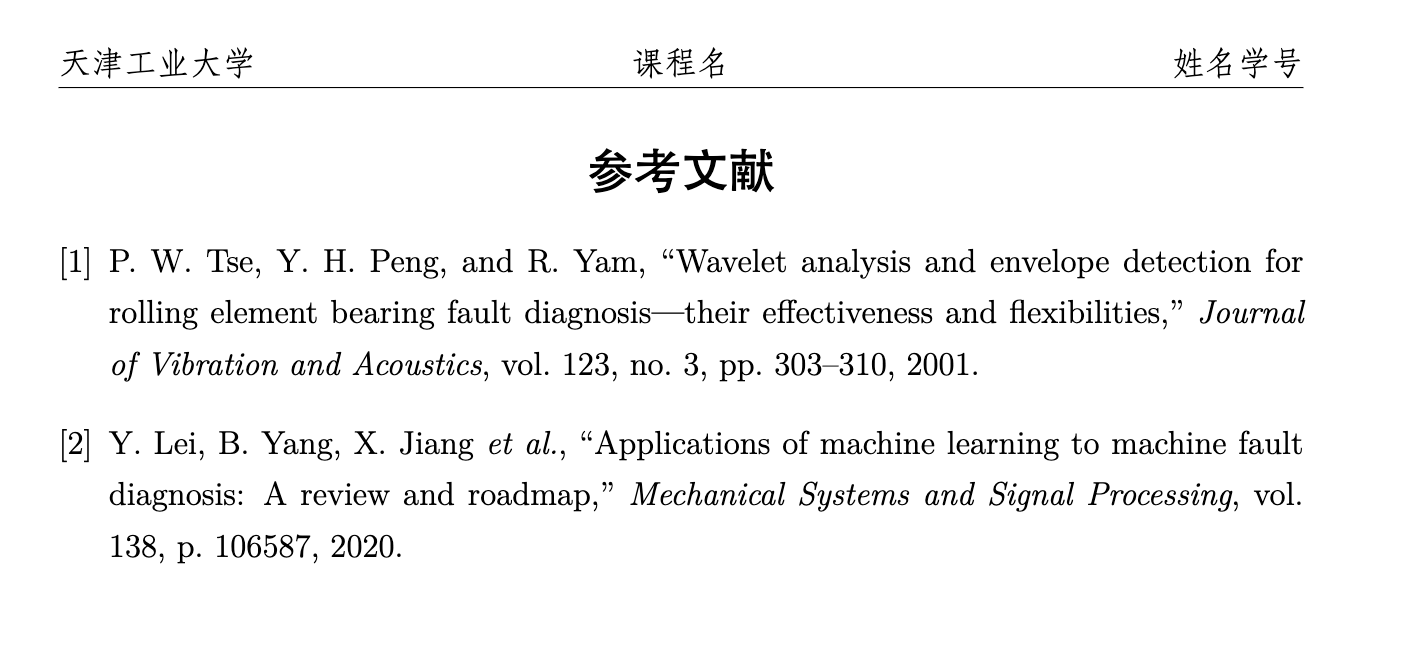 天津工业大学 课程名 姓名学号
参考文献
[1] P. W. Tse, Y. H. Peng, and R. Yam, “Wavelet analysis and envelope detection for
rolling element bearing fault diagnosis—their effectiveness and flexibilities,” Journal
of Vibration and Acoustics, vol. 123, no. 3, pp. 303–310, 2001.
[2] Y. Lei, B. Yang, X. Jiang et al., “Applications of machine learning to machine fault
diagnosis: A review and roadmap,” Mechanical Systems and Signal Processing, vol.
138, p. 106587, 2020.